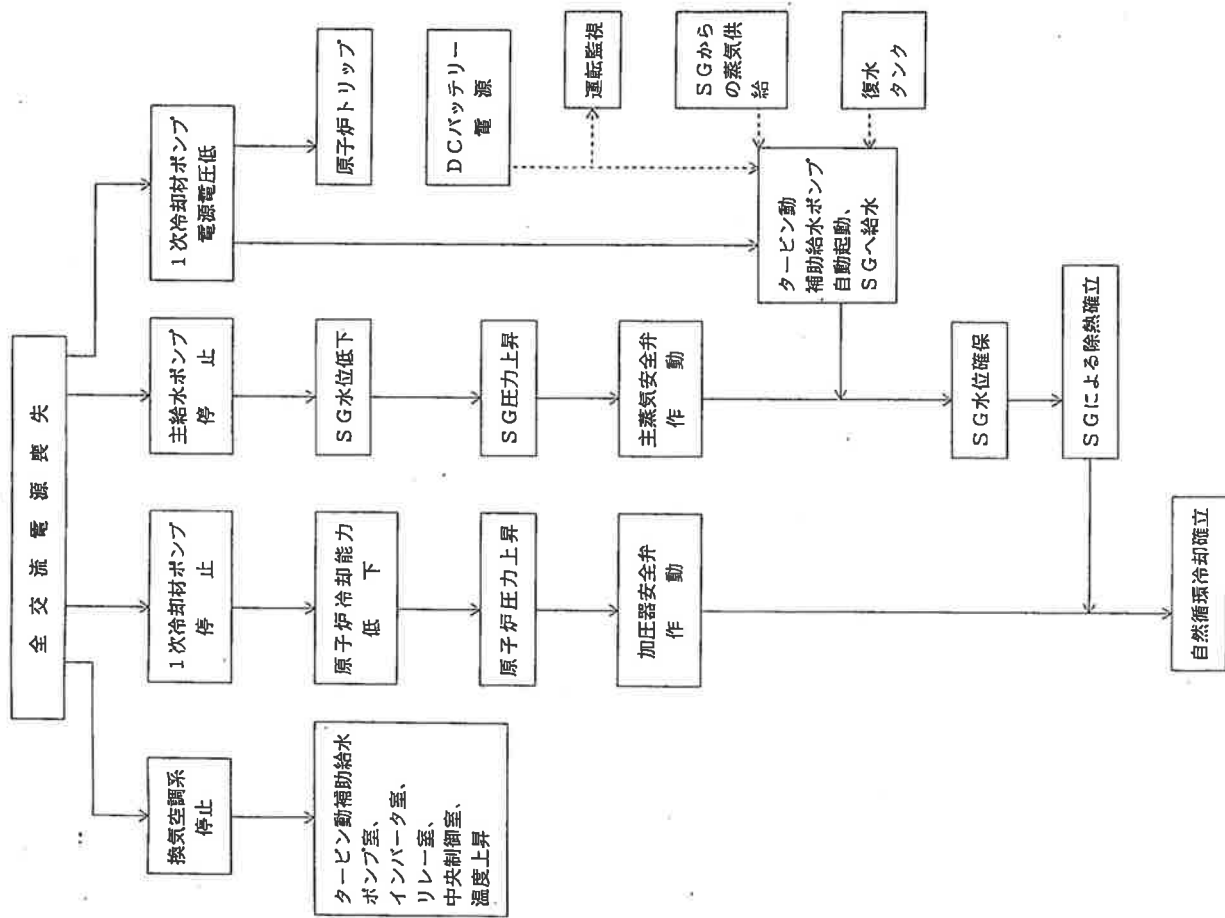 全交流電源喪失
換気空調系
停止
タービン動補助給水
ポンプ室、
インバータ室、
リレー室、
中央制御室、
温度上昇
1次冷却材ポンプ
停止
原子炉冷却能力
低下
原子炉圧力上昇
加圧器安全弁
作動
主給水ポンプ
停止
SG水位低下
SG圧力上昇
主蒸気安全弁
作動
1次冷却材ポンプ
電源電圧低
原子炉トリップ
DCバッテリー
電源
運転監視
SGから
の蒸気供
給
復水
タンク
タービン動
補助給水ポンプ
自動起動、
SGへ給水
SG水位確保
SGによる除熱確立
自然循環冷却確立